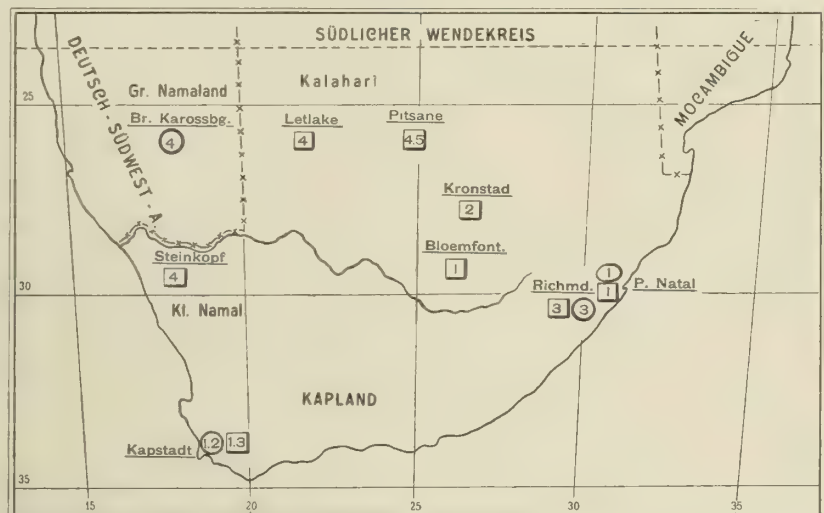 SÜDLICHER WENDEKREIS
DEUTSCH-SÜDWEST-A.
MOÇAMBIQUE
Gr. Namaland
Kalahari
25
Br. Karossbg.
4
Letlake
4
Pitsane
4.5
Kronstad
2
Steinkopf
4
Bloemfont.
1
Richmd.
3
3
1
1
P. Natal
30
Kl. Namal
KAPLAND
Kapstadt
1.2
1.3
35
15
20
25
30
35